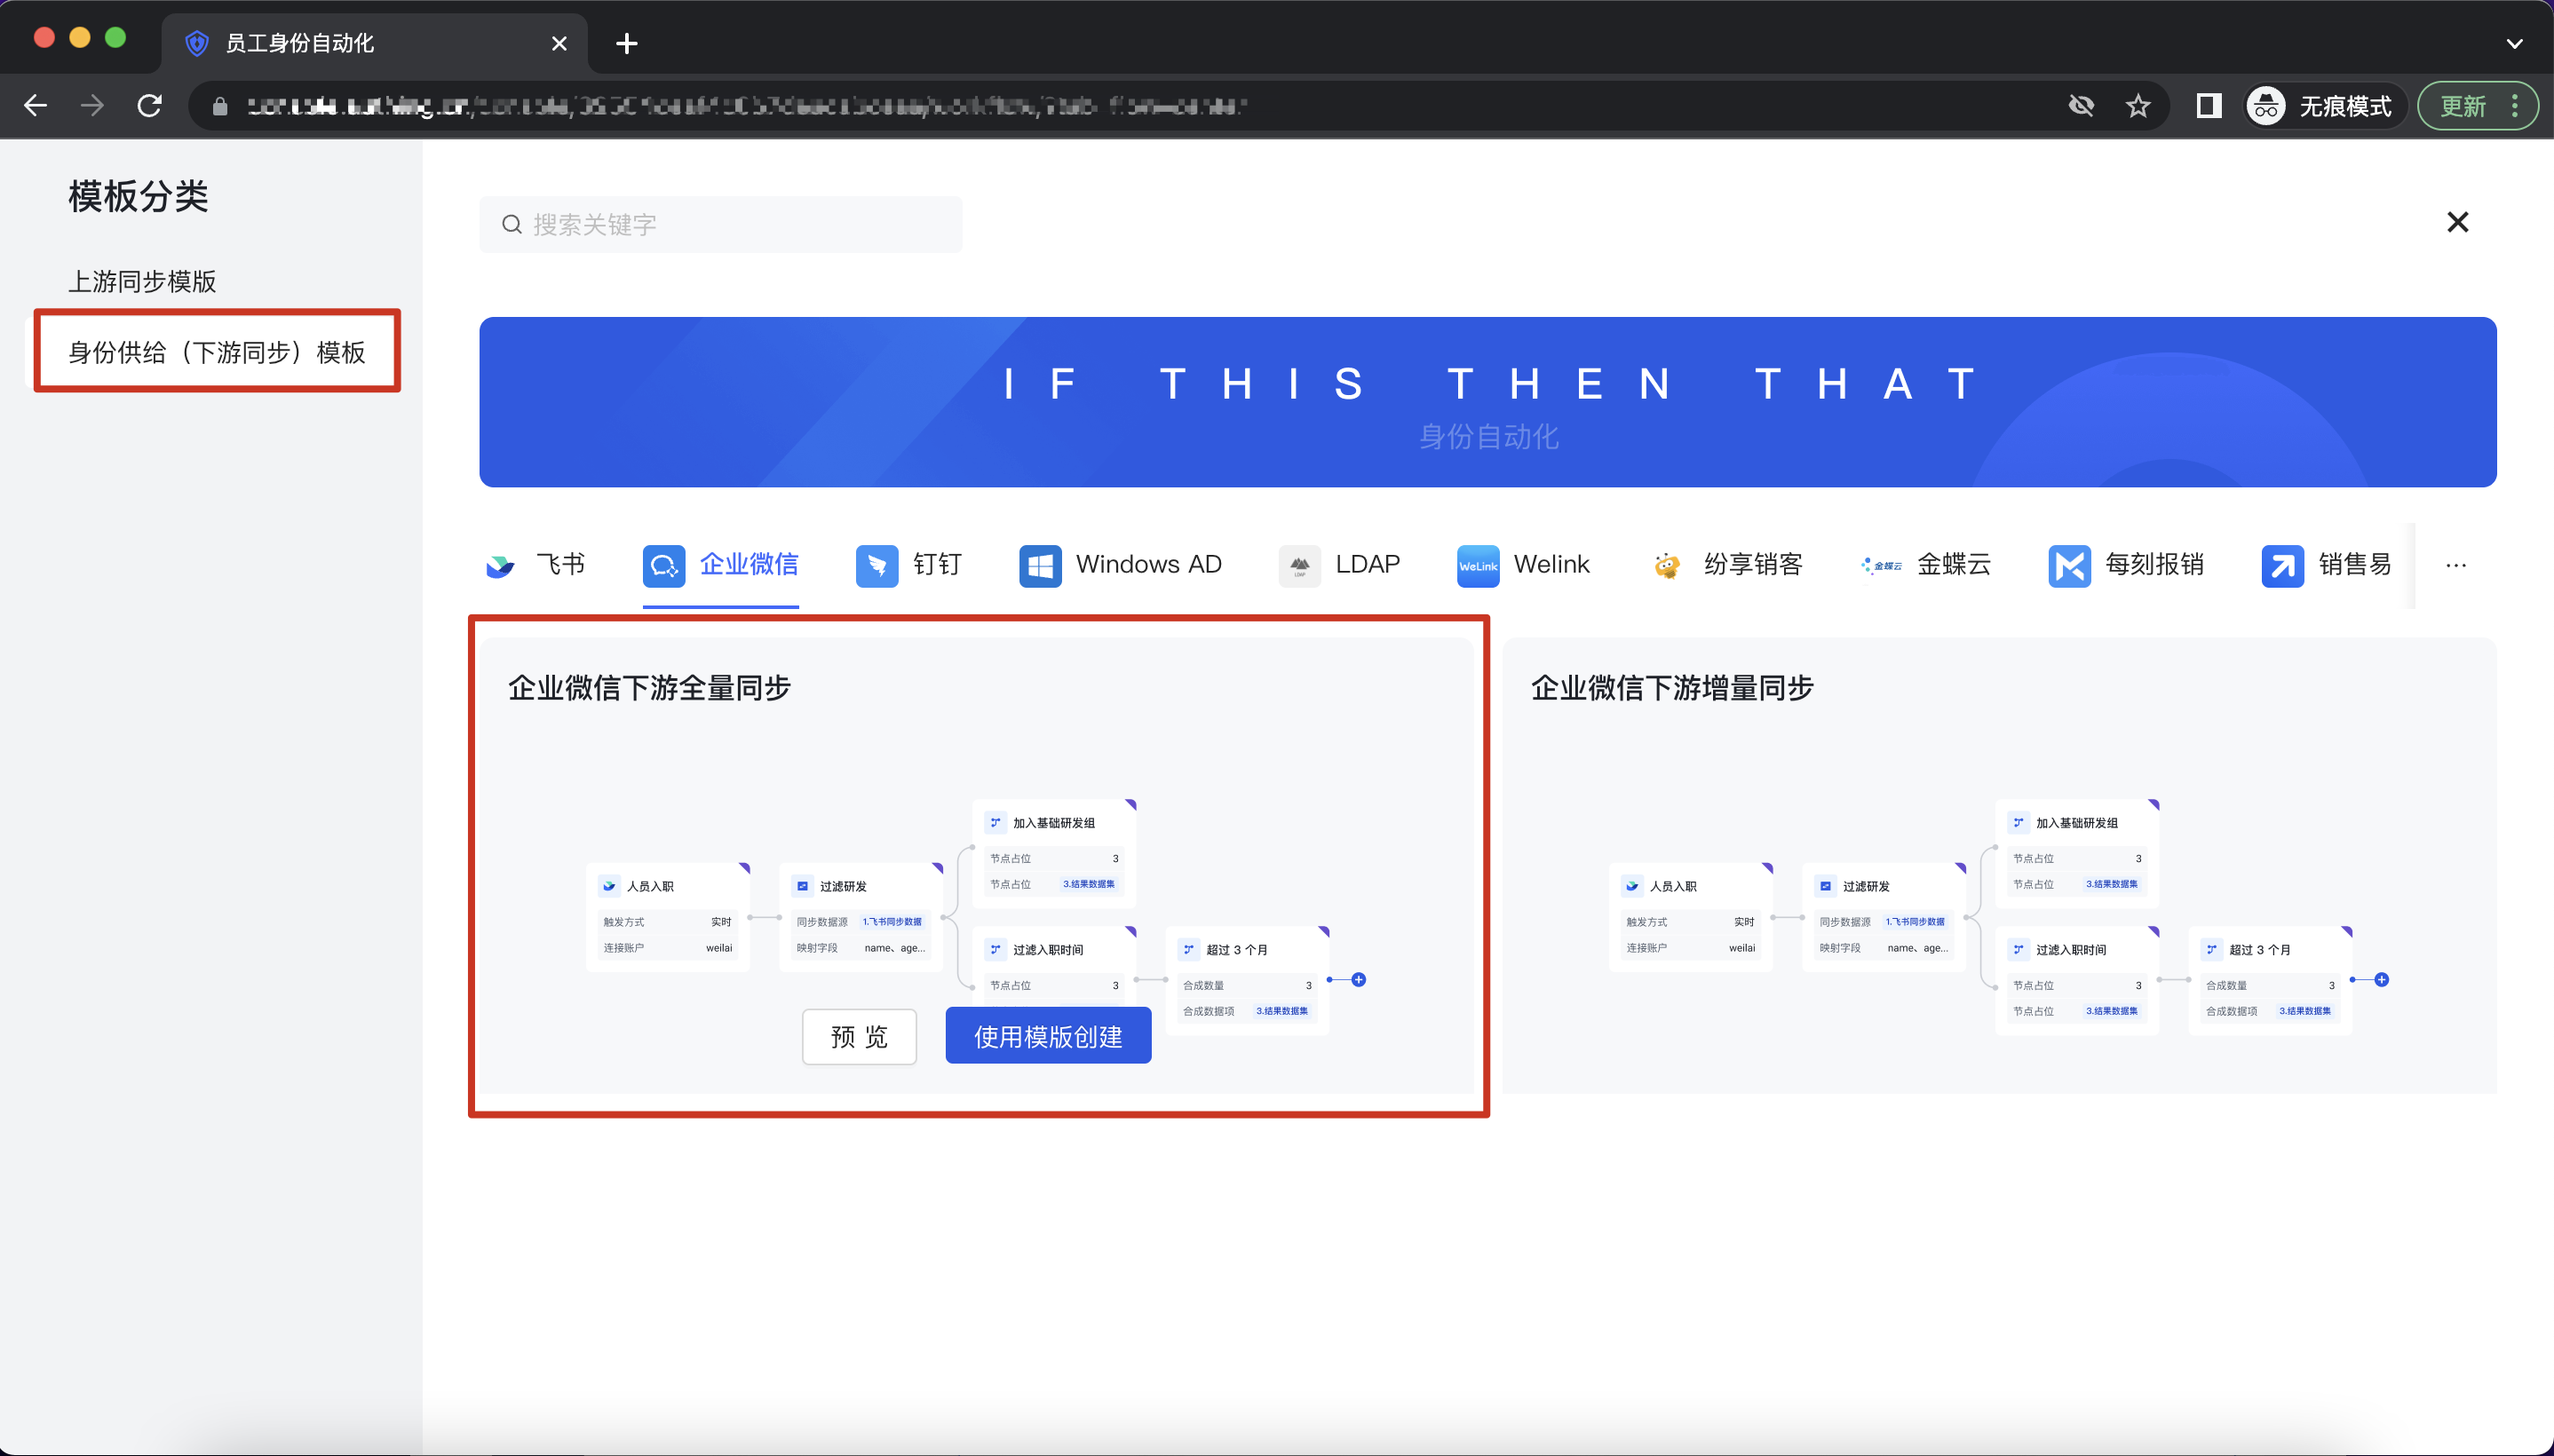 员工身份自动化
无痕模式
更新
模板分类
上游同步模版
身份供给（下游同步）模板
搜索关键字
IF THIS THEN THAT
身份自动化
飞书
企业微信
钉钉
Windows AD
LDAP
LDAP
WeLink
Welink
纷享销客
金蝶云
金蝶云
每刻报销
销售易
...
企业微信下游全量同步
加入基础研发组
节点占位 3
节点占位 3.结果数据集
人员入职
触发方式 实时
连接账户 weilai
过滤研发
同步数据源 1.飞书同步数据
映射字段 name、age...
过滤入职时间
节点占位 3
超过 3 个月
合成数量 3
合成数据项 3.结果数据集
预 览
使用模版创建
企业微信下游增量同步
加入基础研发组
节点占位 3
节点占位 3.结果数据集
人员入职
触发方式 实时
连接账户 weilai
过滤研发
同步数据源 1.飞书同步数据
映射字段 name、age...
过滤入职时间
节点占位 3
节点占位 3.结果数据集
超过 3 个月
合成数量 3
合成数据项 3.结果数据集